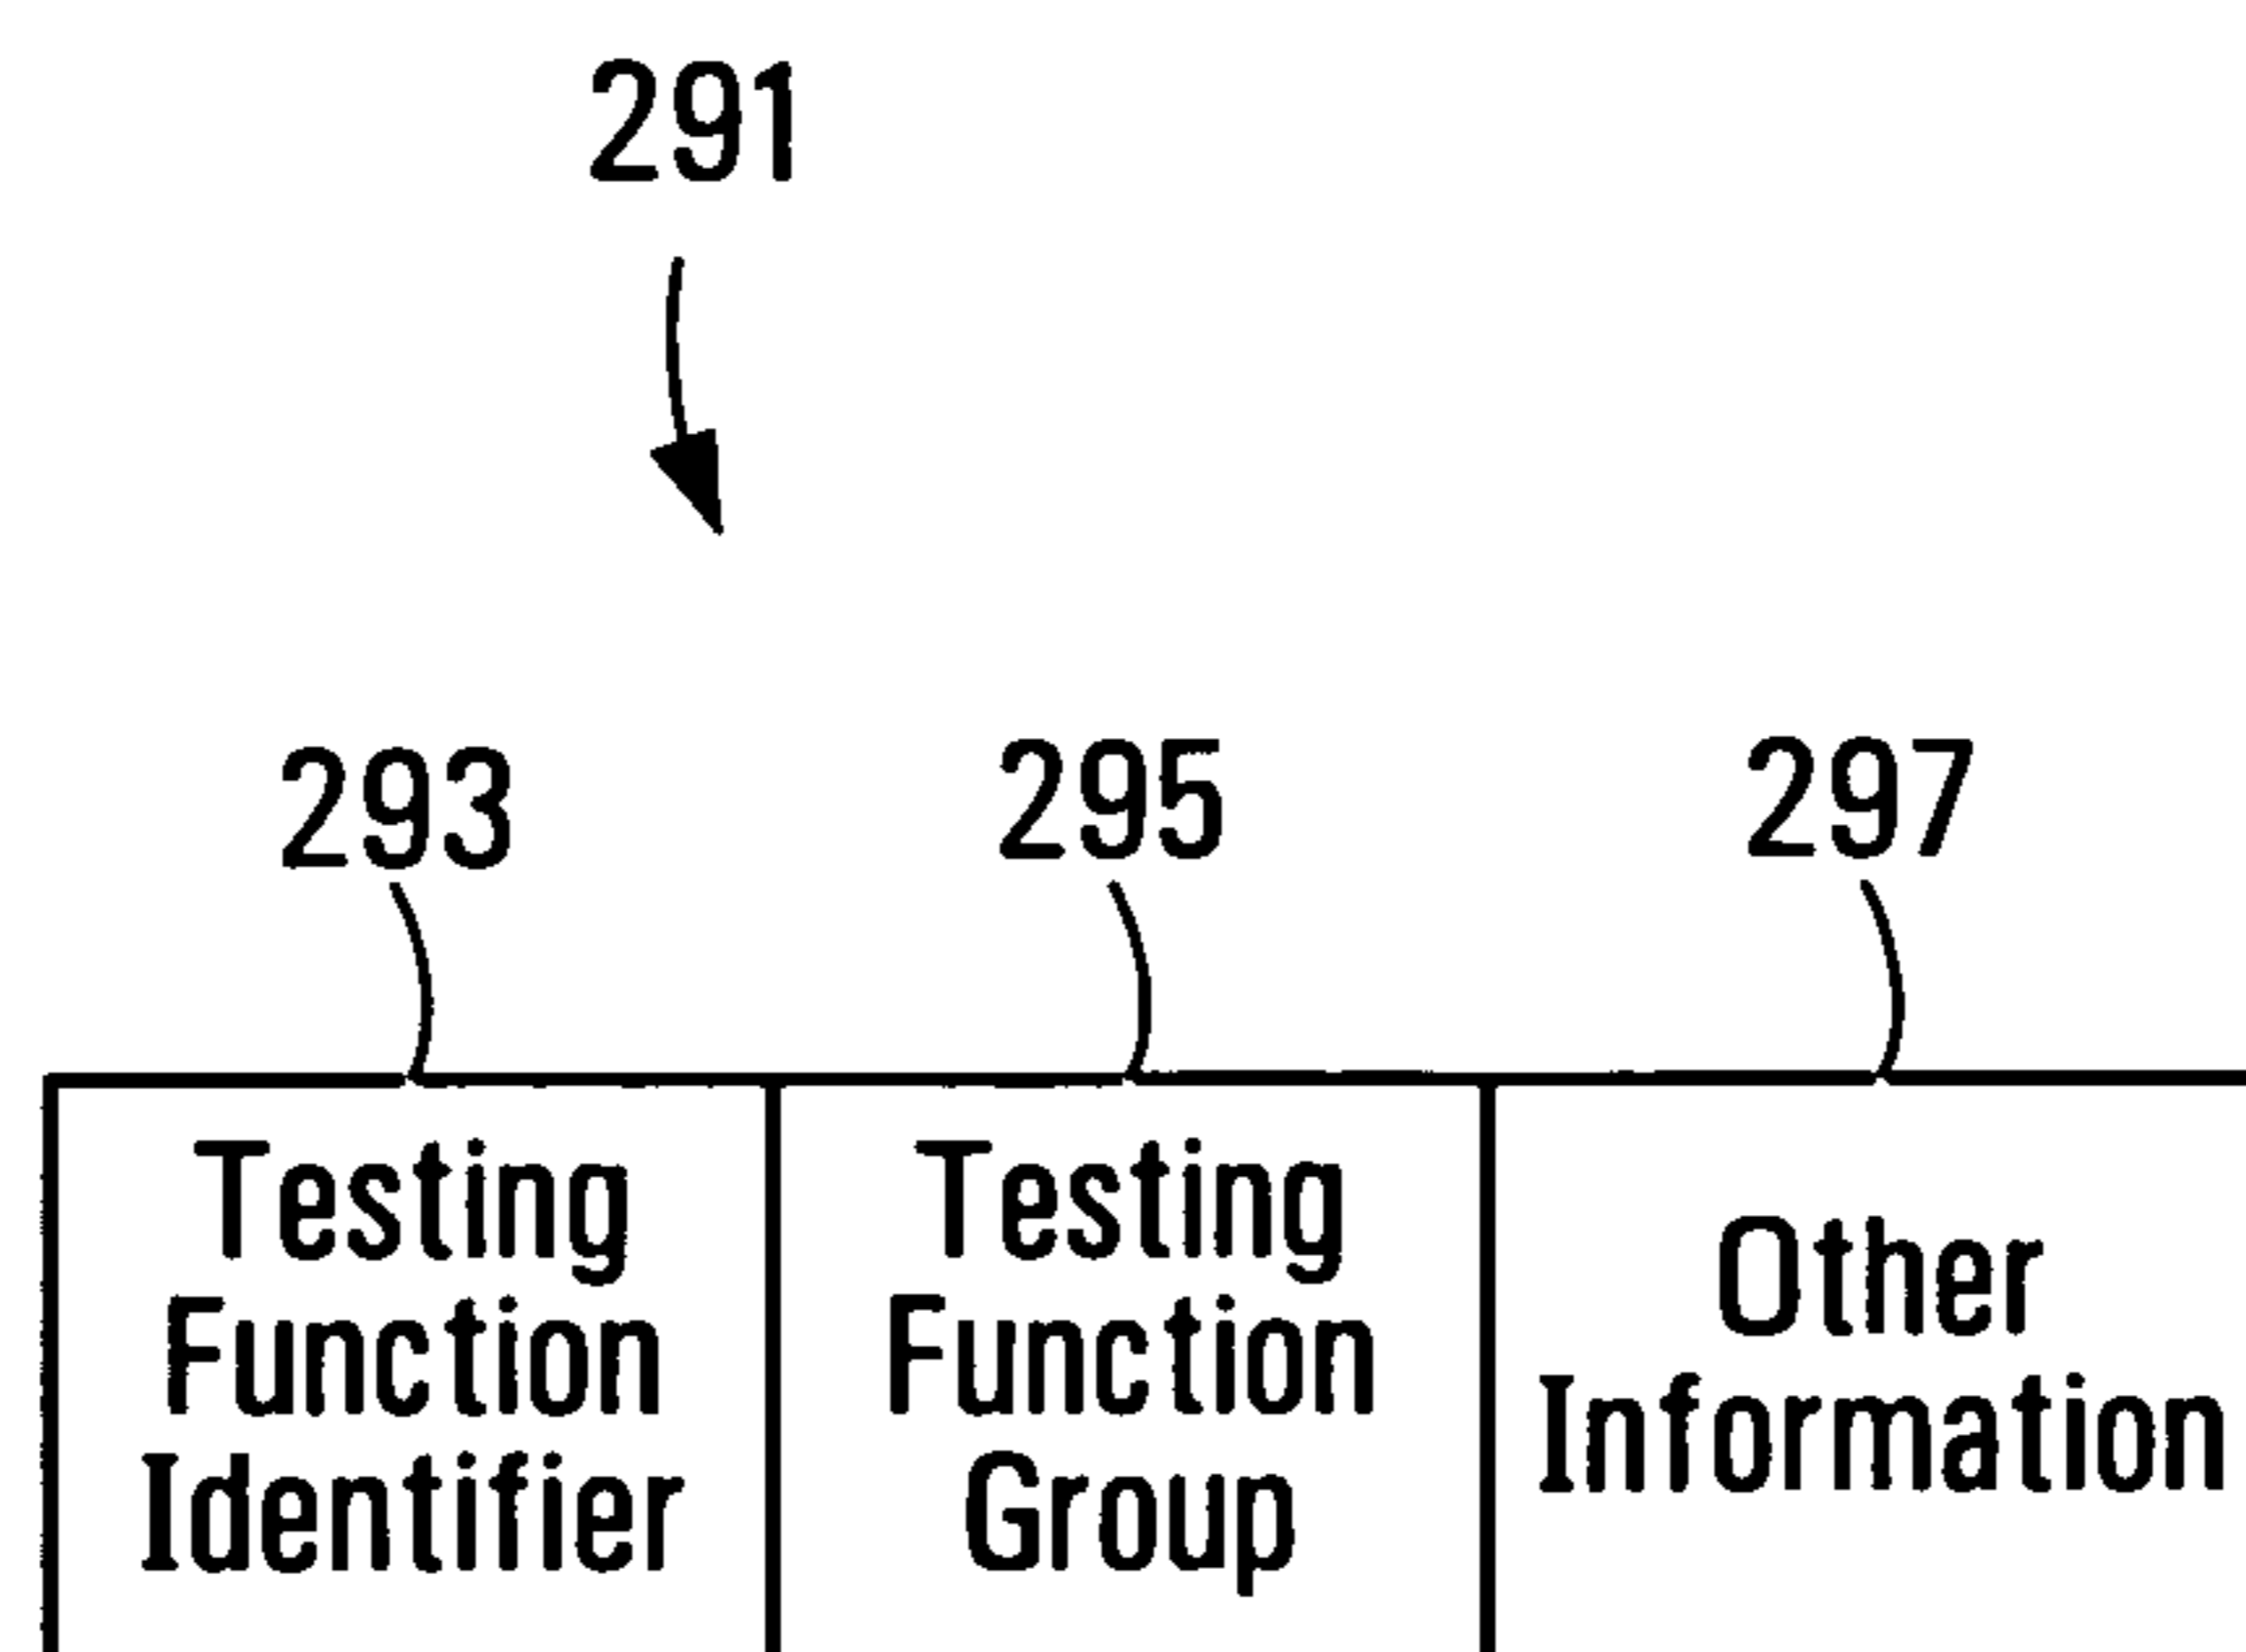 291
293
295
297
Testing
Function
Identifier
Testing
Function
Group
Other
Information